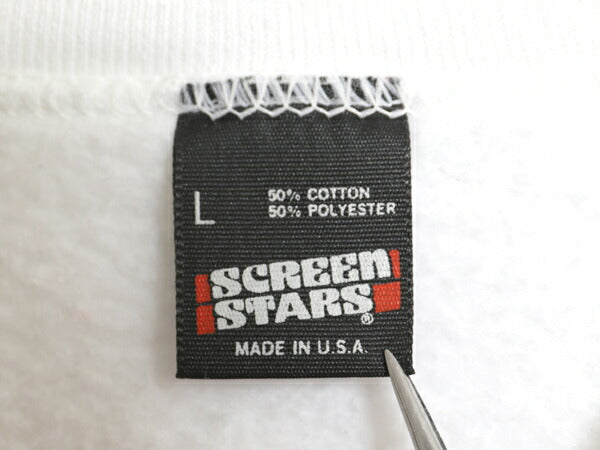 L
50% COTTON
50% POLYESTER
SCREEN
STARS®
MADE IN U.S.A.